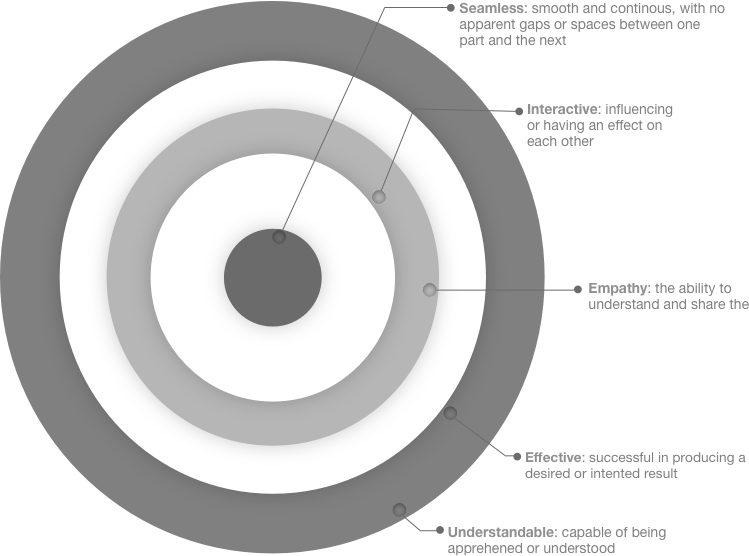 Seamless: smooth and continous, with no
apparent gaps or spaces between one
part and the next
Interactive: influencing
or having an effect on
each other
Empathy: the ability to
understand and share the
Effective: successful in producing a
desired or intented result
Understandable: capable of being
apprehened or understood